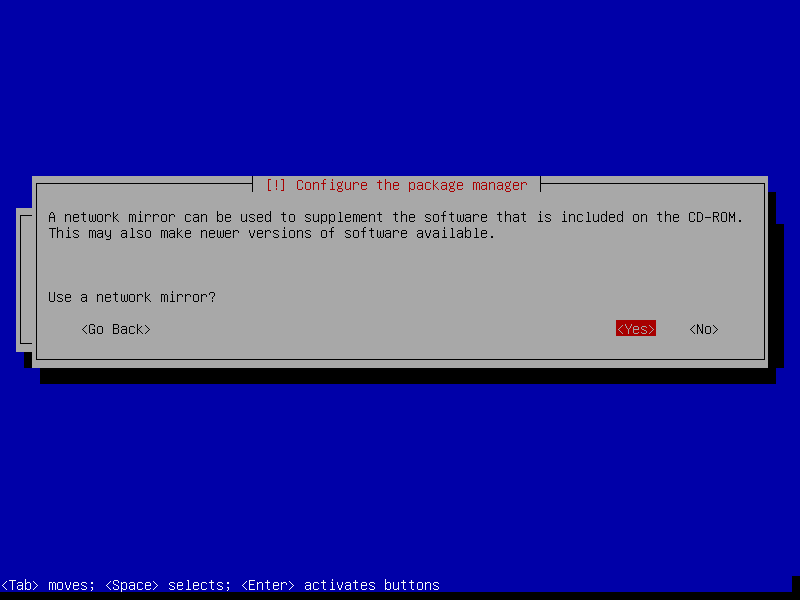 [!] Configure the package manager
A network mirror can be used to supplement the software that is included on the CD-ROM.
This may also make newer versions of software available.
Use a network mirror?
<Go Back> <Yes> <No>
<Tab> moves; <Space> selects; <Enter> activates buttons